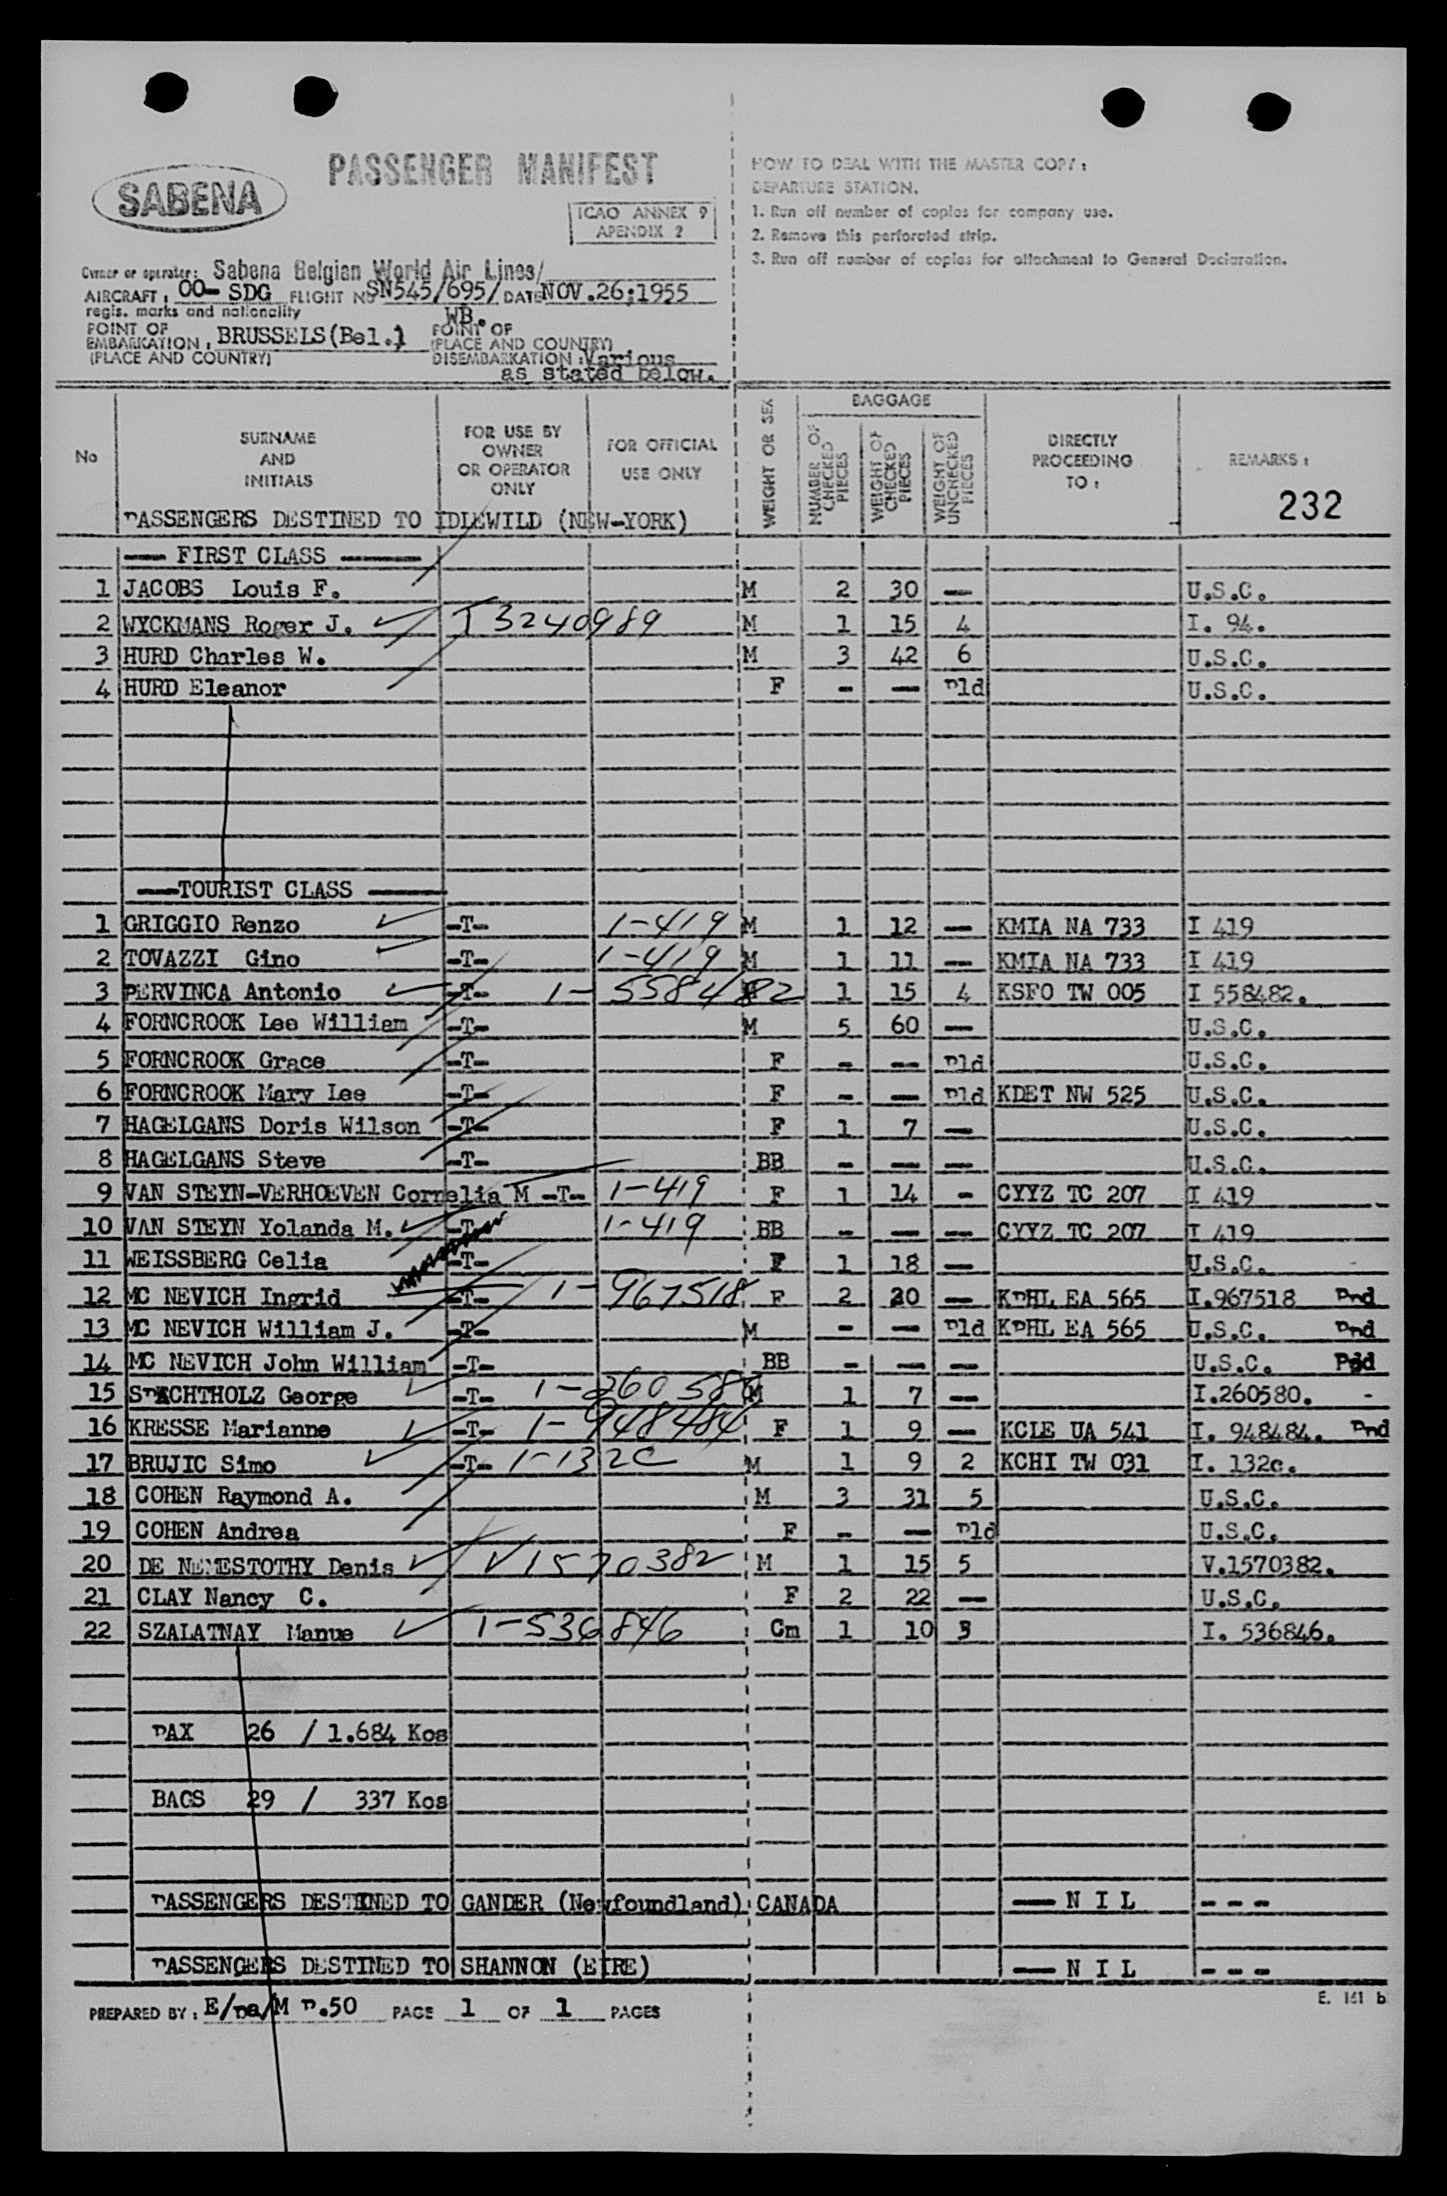 SABENA
PASSENGER MANIFEST
ICAO ANNEX 9
APENDIX 2
Owner or operator: Sabena Belgian World Air Lines/
AIRCRAFT: OO-SDG FLIGHT No SN545/695/ DATE NOV.26;1955
regis. marks and nationality WB.
POINT OF EMBARKATION: BRUSSELS(Bel.) POINT OF
(PLACE AND COUNTRY) (PLACE AND COUNTRY)
DISEMBARKATION: Various
as stated below.
HOW TO DEAL WITH THE MASTER COPY:
DEPARTURE STATION.
1. Run off number of copies for company use.
2. Remove this perforated strip.
3. Run off number of copies for attachment to General Declaration.
No
SURNAME AND INITIALS
FOR USE BY OWNER OR OPERATOR ONLY
FOR OFFICIAL USE ONLY
WEIGHT OR SEX
BAGGAGE
NUMBER OF CHECKED PIECES
WEIGHT OF CHECKED PIECES
WEIGHT OF UNCHECKED PIECES
DIRECTLY PROCEEDING TO:
REMARKS:
232
PASSENGERS DESTINED TO IDLEWILD (NEW-YORK)
— FIRST CLASS —
1 JACOBS Louis F. M 2 30 — U.S.C.
2 WYCKMANS Roger J. I 3240989 M 1 15 4 I. 94.
3 HURD Charles W. M 3 42 6 U.S.C.
4 HURD Eleanor F - — Pld U.S.C.
—TOURIST CLASS —
1 GRIGGIO Renzo -T- 1-419 M 1 12 — KMIA NA 733 I 419
2 TOVAZZI Gino -T- 1-419 M 1 11 — KMIA NA 733 I 419
3 PERVINCA Antonio -T- 1-558482 1 15 4 KSFO TW 005 I 558482.
4 FORNCROOK Lee William -T- M 5 60 — U.S.C.
5 FORNCROOK Grace -T- F - — Pld U.S.C.
6 FORNCROOK Mary Lee -T- F - — Pld KDET NW 525 U.S.C.
7 HAGELGANS Doris Wilson -T- F 1 7 — U.S.C.
8 HAGELGANS Steve -T- BB - — — U.S.C.
9 VAN STEYN-VERHOEVEN Cornelia M -T- 1-419 F 1 14 - CYYZ TC 207 I 419
10 VAN STEYN Yolanda M. -T- 1-419 BB - — — CYYZ TC 207 I 419
11 WEISSBERG Celia -T- F 1 18 — U.S.C. -
12 MC NEVICH Ingrid -T- 1-967518 F 2 20 — KPHL EA 565 I.967518 Pnd
13 MC NEVICH William J. -T- M - — Pld KPHL EA 565 U.S.C. Pnd
14 MC NEVICH John William -T- BB - — — U.S.C.
15 SPACHTHOLZ George -T- 1-260580 M 1 7 — I.260580. -
16 KRESSE Marianne -T- 1-948484 F 1 9 — KCLE UA 541 I. 948484. Pnd
17 BRUJIC Simo -T- 1-132C M 1 9 2 KCHI TW 031 I. 132c.
18 COHEN Raymond A. M 3 31 5 U.S.C.
19 COHEN Andrea F - — Pld U.S.C.
20 DE NEMESTOTHY Denis V 1570382 M 1 15 5 V.1570382.
21 CLAY Nancy C. F 2 22 — U.S.C.
22 SZALATNAY Manue 1-536846 Cm 1 10 3 I. 536846.
PAX 26 / 1.684 Kos
BAGS 29 / 337 Kos
PASSENGERS DESTINED TO GANDER (Newfoundland) CANADA — N I L - - -
PASSENGERS DESTINED TO SHANNON (EIRE) — N I L - - -
E. 161 b
PREPARED BY: E/pa/M P.50 PAGE 1 OF 1 PAGES